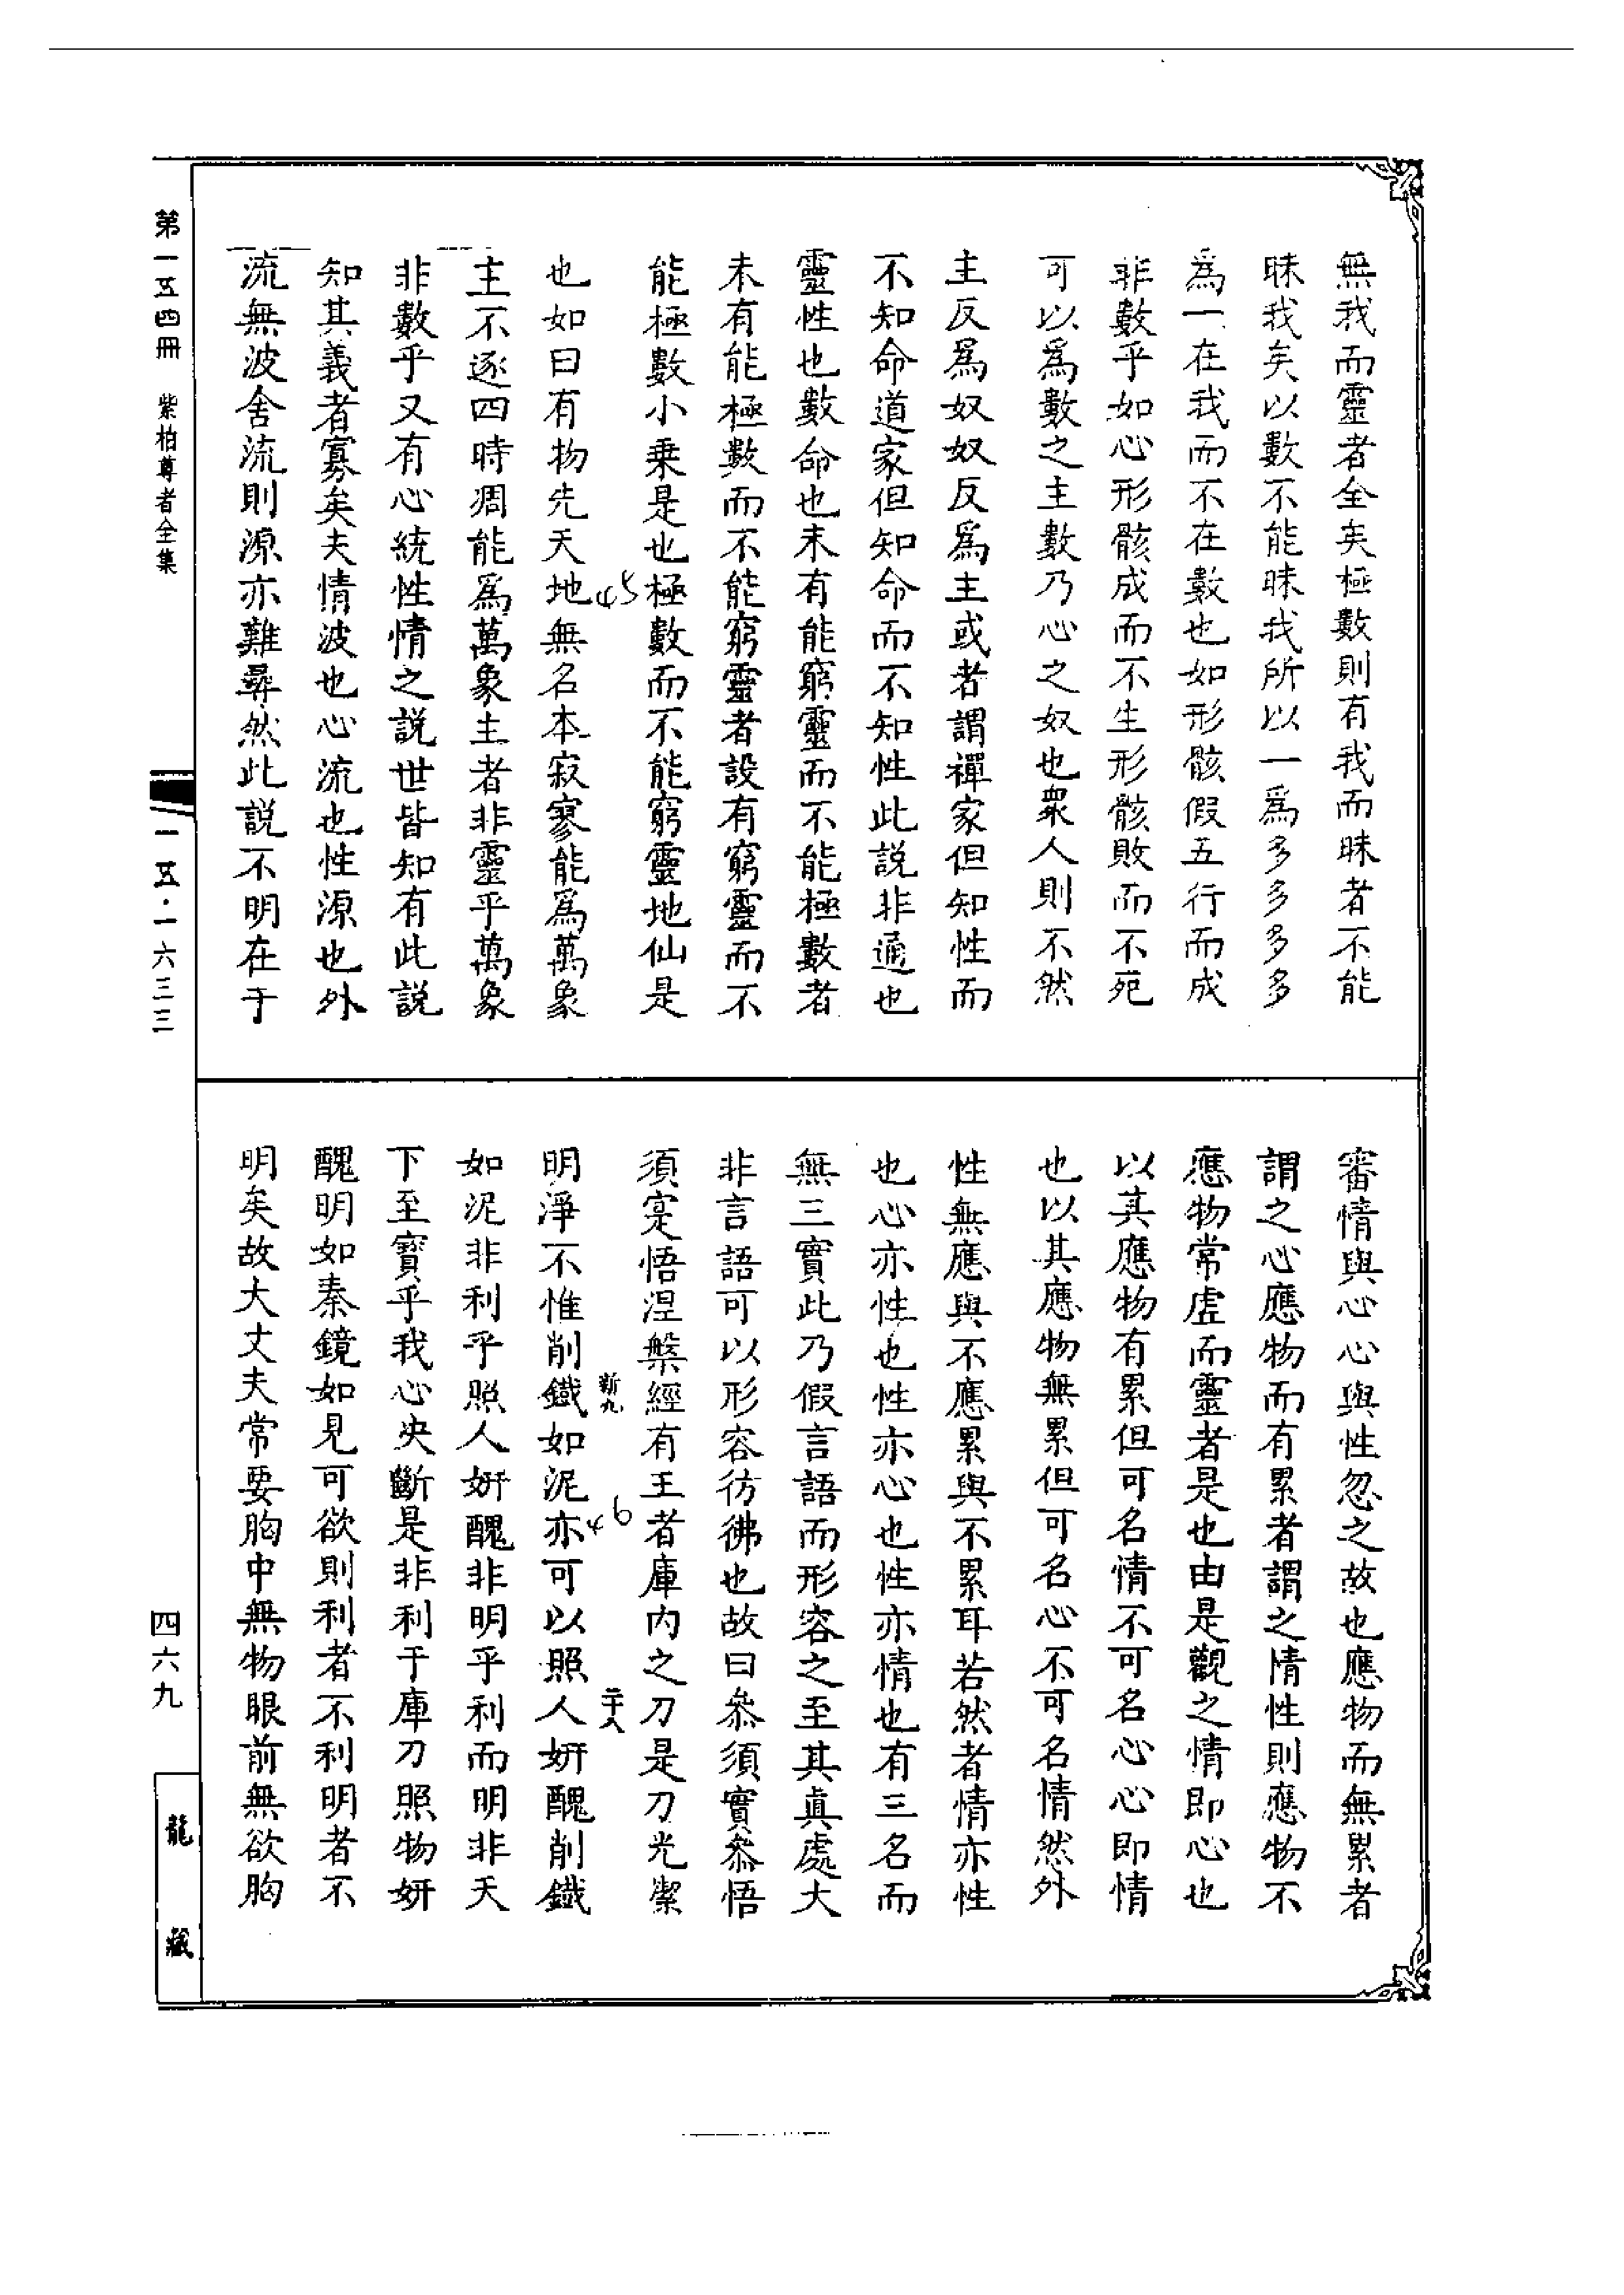 無我而靈者全矣極數則有我而昧者不能
昧我矣以數不能昧我所以一爲多多多多
爲一在我而不在數也如形骸假五行而成
非數乎如心形骸成而不生形骸敗而不死
可以爲數之主數乃心之奴也衆人則不然
主反爲奴奴反爲主或者謂禪家但知性而
不知命道家但知命而不知性此説非通也
靈性也數命也未有能窮靈而不能極數者
未有能極數而不能窮靈者設有窮靈而不
能極數小乗是也極數而不能窮靈地仙是
45
也如曰有物先天地無名本寂寥能爲萬象
主不逐四時凋能爲萬象主者非靈乎萬象
非數乎又有心統性情之説世皆知有此説
知其義者寡矣夫情波也心流也性源也外
流無波舍流則源亦難尋然此説不明在于
審情與心心與性忽之故也應物而無累者
謂之心應物而有累者謂之情性則應物不
應物常虛而靈者是也由是觀之情即心也
以其應物有累但可名情不可名心心即情
也以其應物無累但可名心不可名情然外
性無應與不應累與不累耳若然者情亦性
也心亦性也性亦心也性亦情也有三名而
無三實此乃假言語而形容之至其真處大
非言語可以形容彷彿也故曰叅須實叅悟
須寔悟涅槃經有王者庫内之刀是刀光潔
新九 46 二十八
明淨不惟削鐵如泥亦可以照人妍醜削鐵
如泥非利乎照人妍醜非明乎利而明非天
下至寶乎我心央斷是非利于庫刀照物妍
醜明如秦鏡如見可欲則利者不利明者不
明矣故大丈夫常要胸中無物眼前無欲胸
第一五四冊 紫柏尊者全集
一五·一六三三
四六九
龍藏